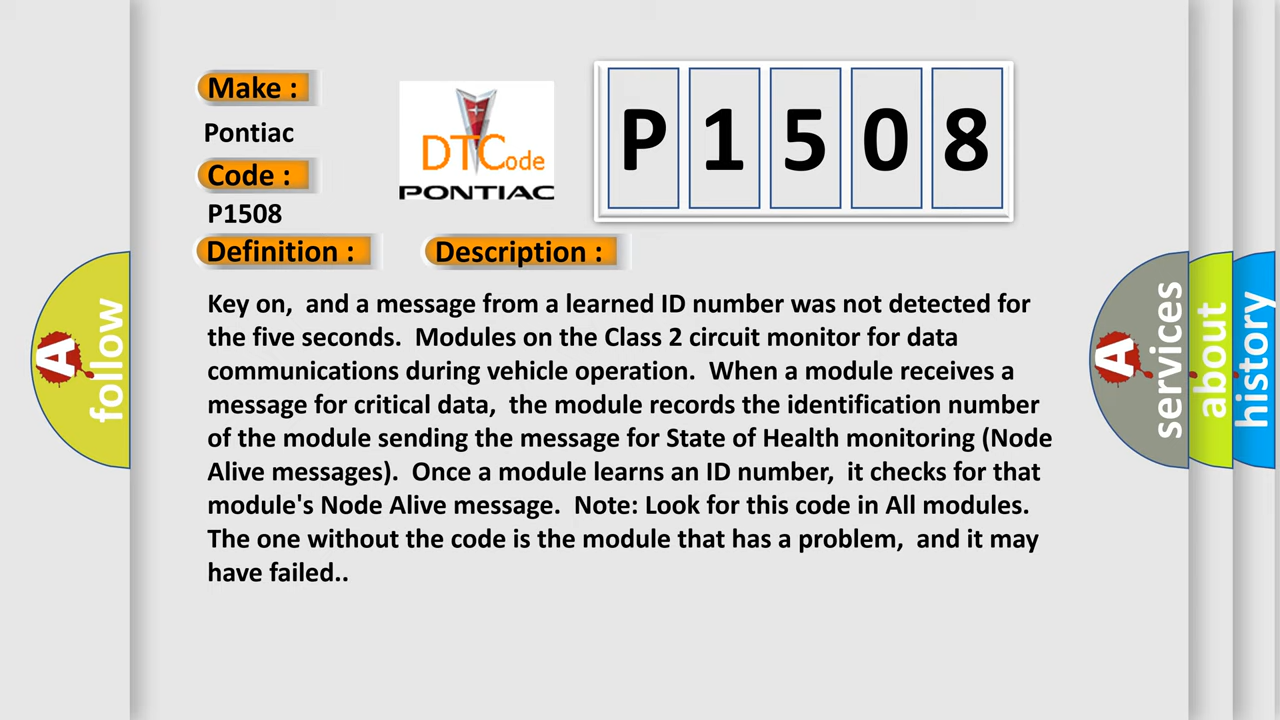 Make :
Pontiac
Code :
P1508
Definition :
Description :
DTCode
PONTIAC
P1508
Key on,  and a message from a learned ID number was not detected for
the five seconds  Modules on the Class 2 circuit monitor for data
communications during vehicle operation  When a module receives a
message for critical data,  the module records the identification number
of the module sending the message for State of Health monitoring (Node
Alive messages)  Once a module learns an ID number,  it checks for that
module's Node Alive message.  Note: Look for this code in All modules.
The one without the code is the module that has a problem,  and it may
have failed..
A follow
A services
about
history